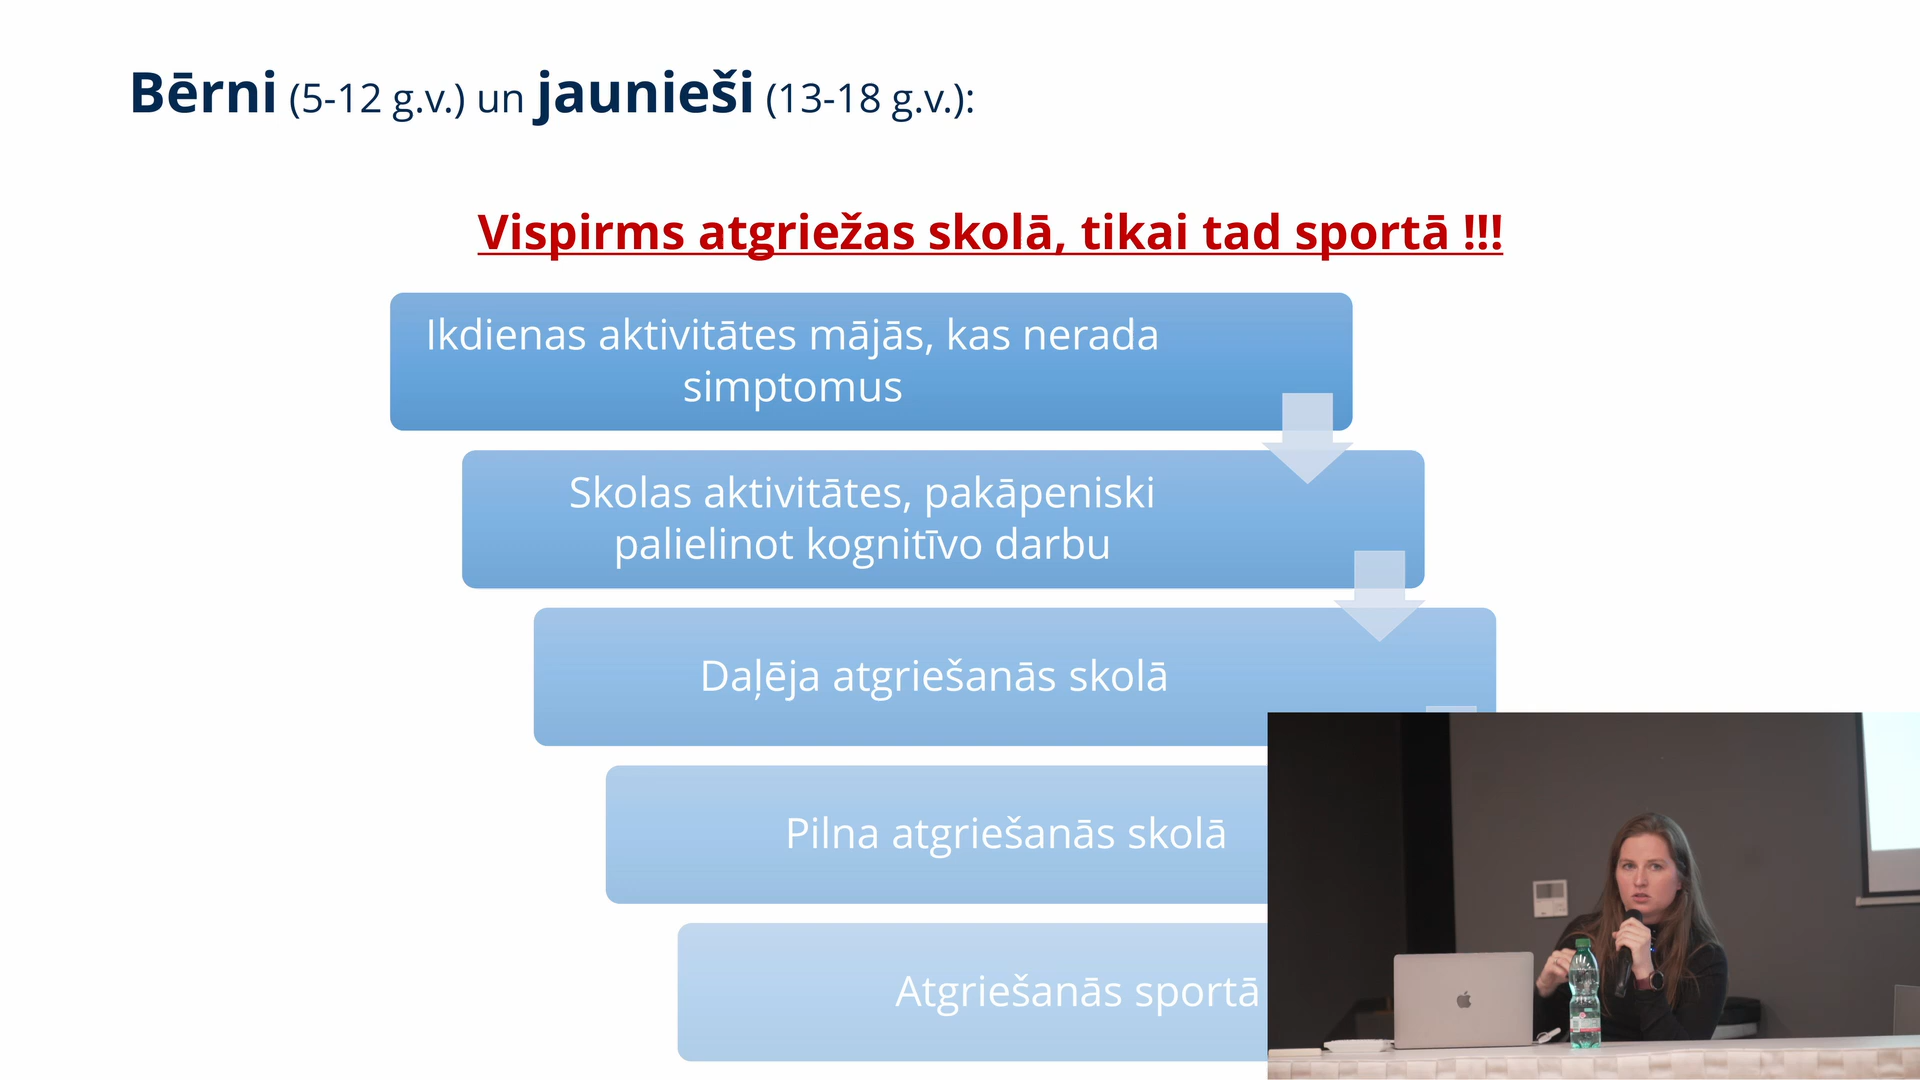 Bērni (5-12 g.v.) un jaunieši (13-18 g.v.):
Vispirms atgriežas skolā, tikai tad sportā !!!
Ikdienas aktivitātes mājās, kas nerada
simptomus
Skolas aktivitātes, pakāpeniski
palielinot kognitīvo darbu
Daļēja atgriešanās skolā
Pilna atgriešanās skolā
Atgriešanās sportā